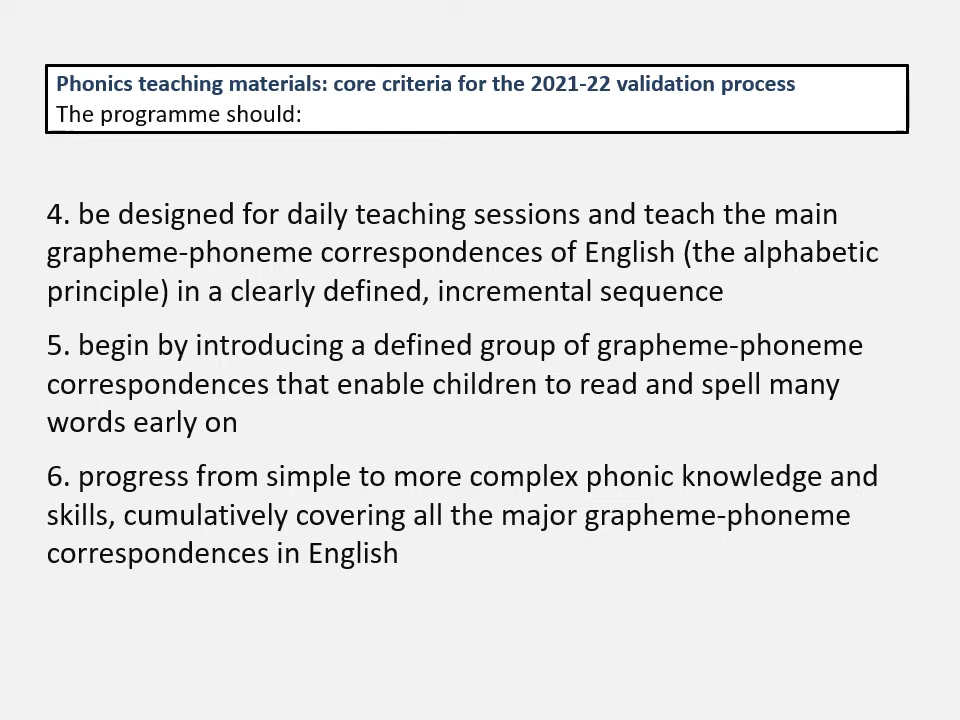 Phonics teaching materials: core criteria for the 2021-22 validation process
The programme should:
4. be designed for daily teaching sessions and teach the main
grapheme-phoneme correspondences of English (the alphabetic
principle) in a clearly defined, incremental sequence
5. begin by introducing a defined group of grapheme-phoneme
correspondences that enable children to read and spell many
words early on
6. progress from simple to more complex phonic knowledge and
skills, cumulatively covering all the major grapheme-phoneme
correspondences in English